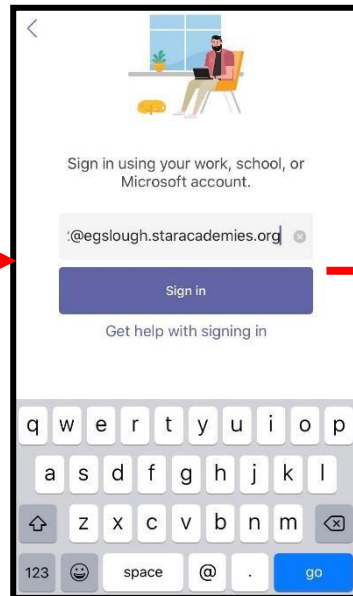 Sign in using your work, school, or
Microsoft account.
@egslough.staracademies.org
Sign in
Get help with signing in
q w e r t y u i o p
a s d f g h j k l
z x c v b n m
123 space @ . go